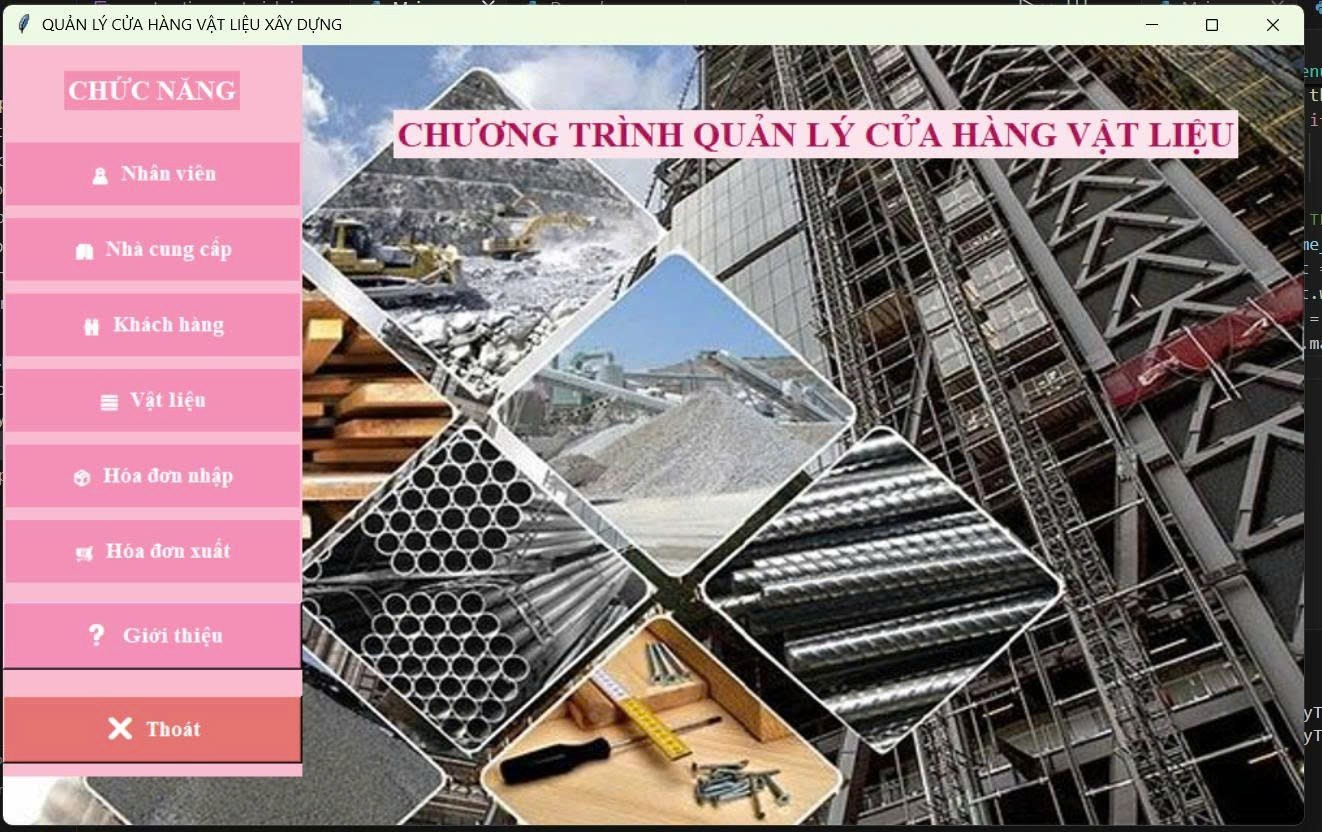 QUẢN LÝ CỬA HÀNG VẬT LIỆU XÂY DỰNG
CHỨC NĂNG
CHƯƠNG TRÌNH QUẢN LÝ CỬA HÀNG VẬT LIỆU
Nhân viên
Nhà cung cấp
Khách hàng
Vật liệu
Hóa đơn nhập
Hóa đơn xuất
? Giới thiệu
Thoát